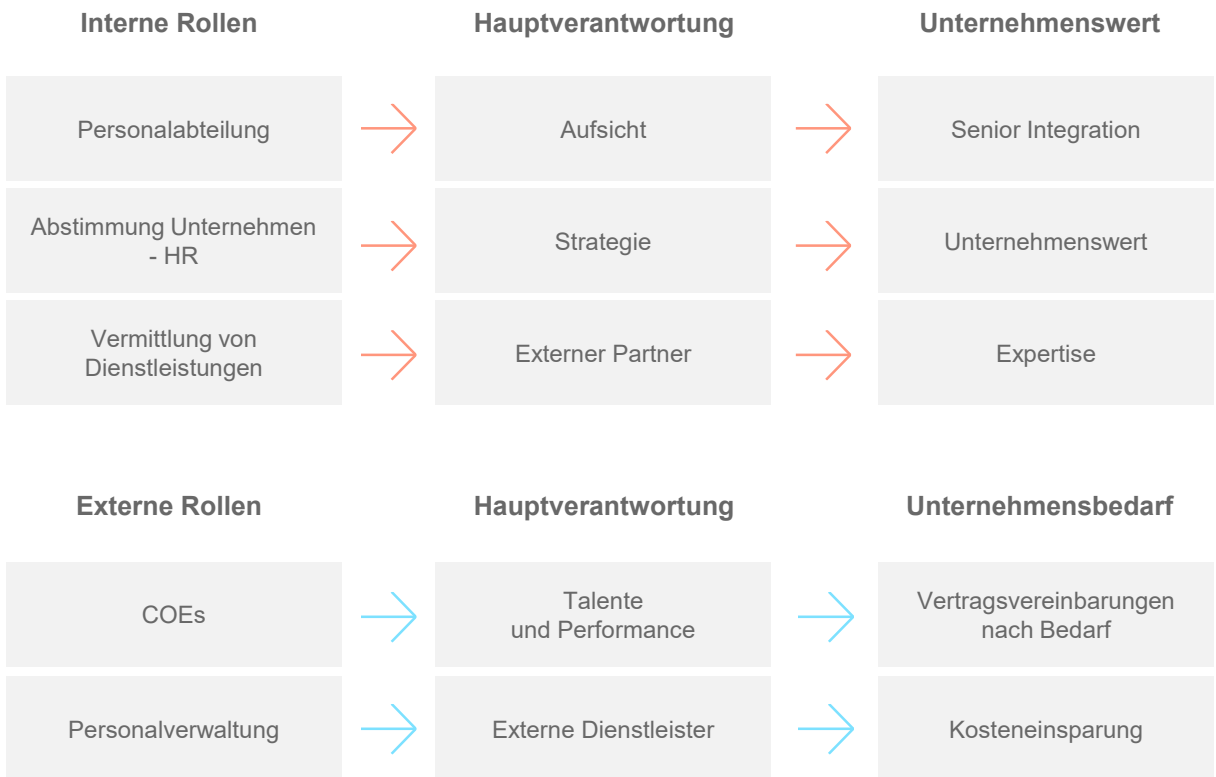 Interne Rollen
Hauptverantwortung
Unternehmenswert
Personalabteilung
Aufsicht
Senior Integration
Abstimmung Unternehmen
- HR
Strategie
Unternehmenswert
Vermittlung von
Dienstleistungen
Externer Partner
Expertise
Externe Rollen
Hauptverantwortung
Unternehmensbedarf
COEs
Talente
und Performance
Vertragsvereinbarungen
nach Bedarf
Personalverwaltung
Externe Dienstleister
Kosteneinsparung